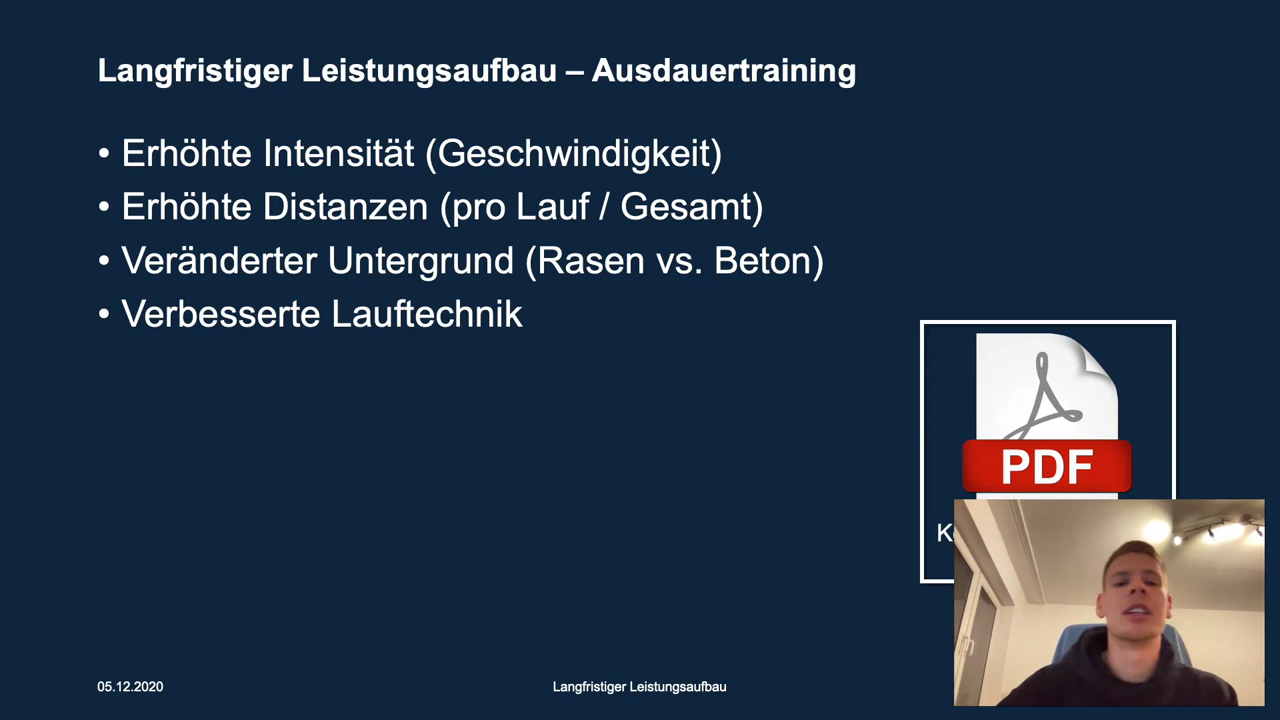 Langfristiger Leistungsaufbau – Ausdauertraining
• Erhöhte Intensität (Geschwindigkeit)
• Erhöhte Distanzen (pro Lauf / Gesamt)
• Veränderter Untergrund (Rasen vs. Beton)
• Verbesserte Lauftechnik
PDF
05.12.2020
Langfristiger Leistungsaufbau